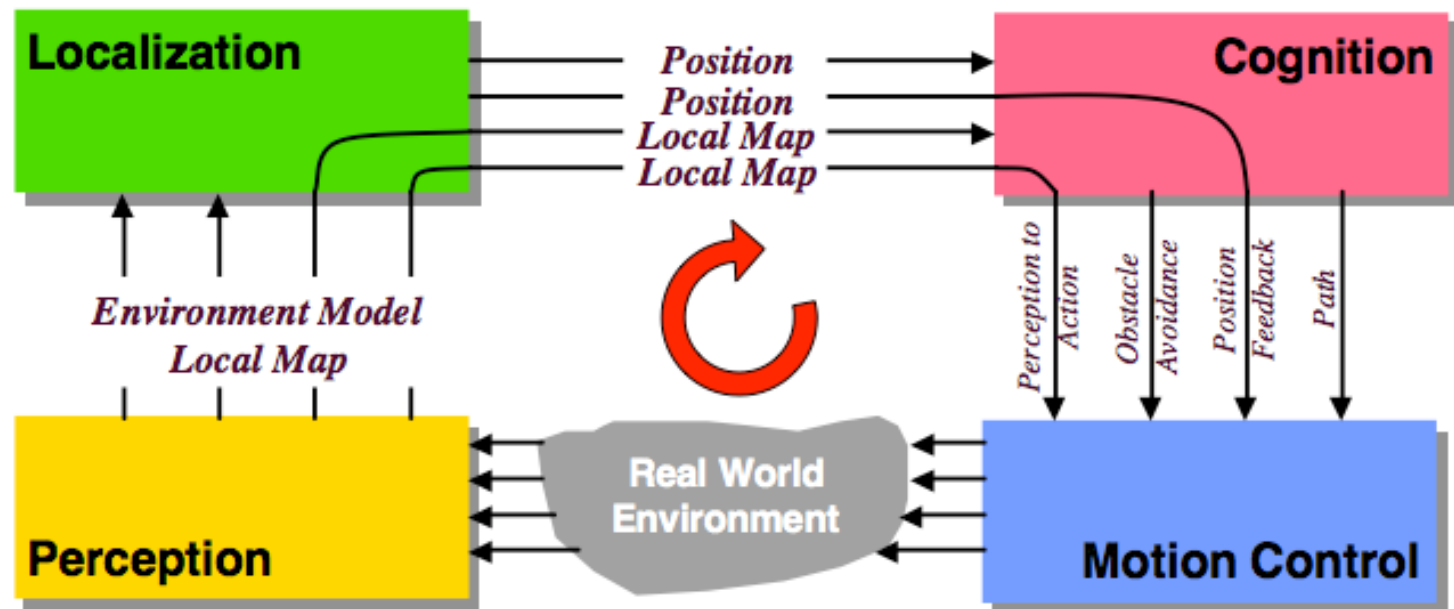 Localization
Position
Position
Local Map
Local Map
Cognition
Environment Model
Local Map
Perception to
Action
Obstacle
Avoidance
Position
Feedback
Path
Perception
Real World
Environment
Motion Control